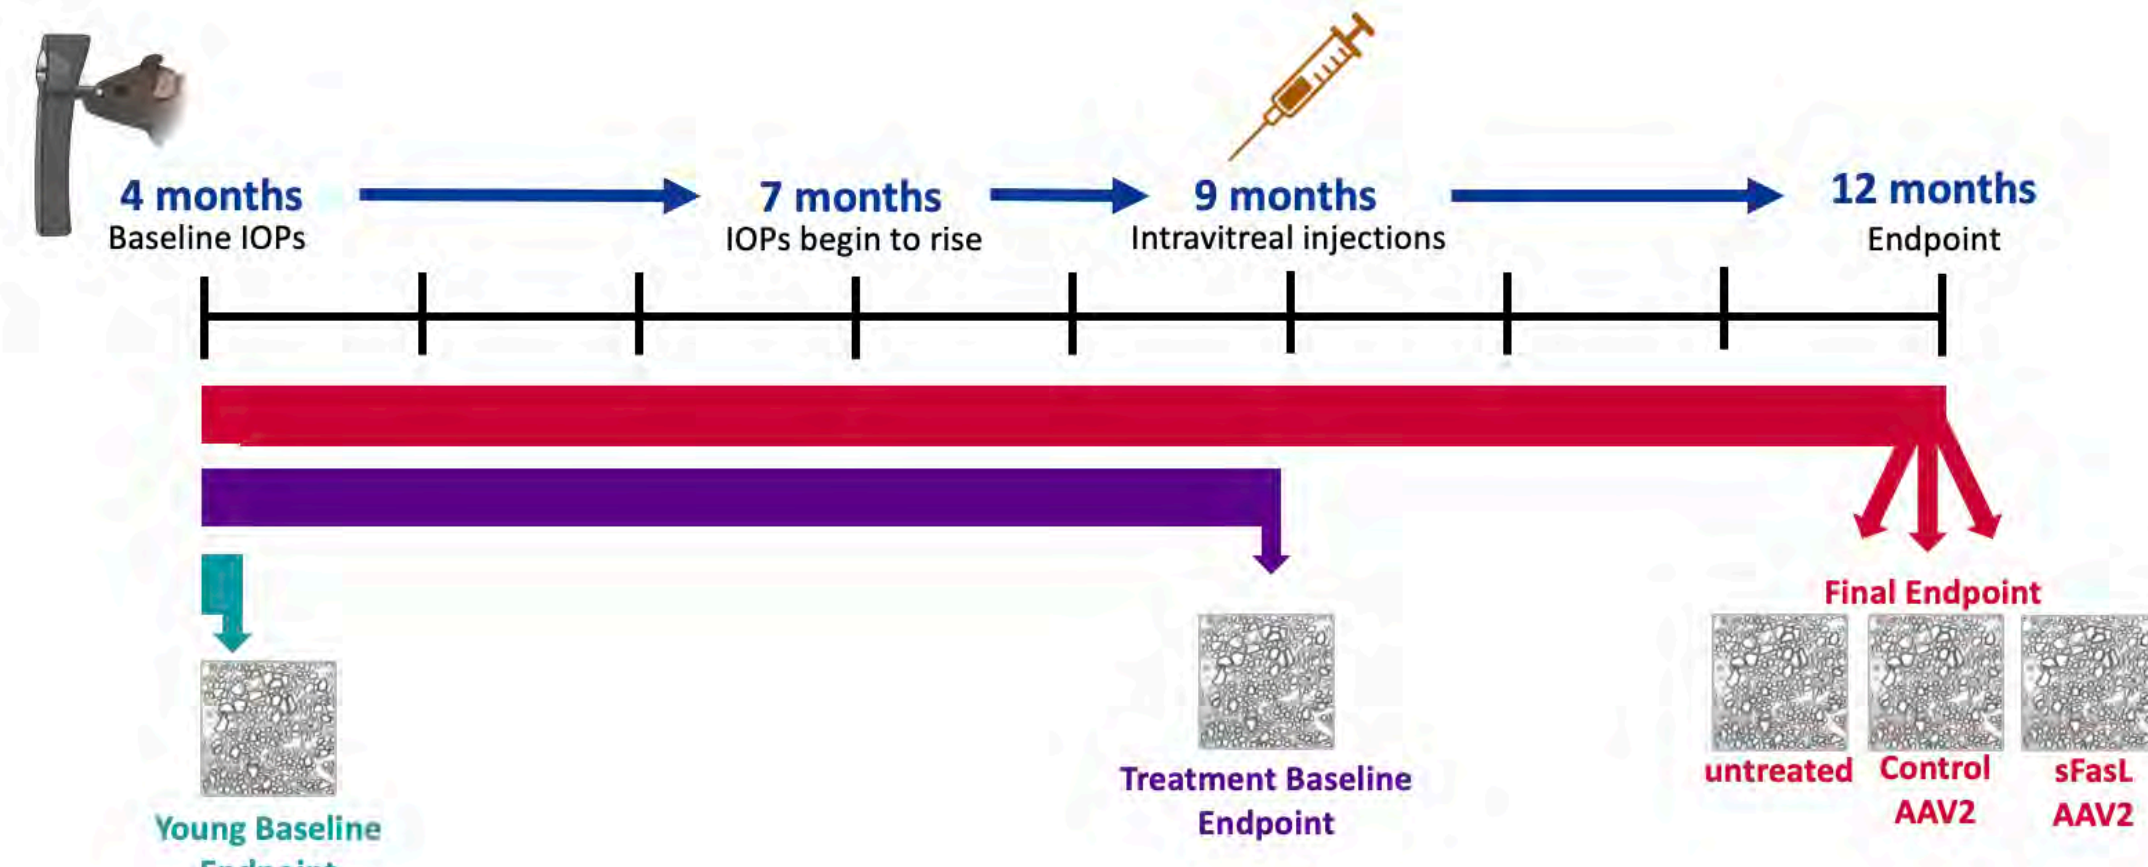 4 months
Baseline IOPs
7 months
IOPs begin to rise
9 months
Intravitreal injections
12 months
Endpoint
Final Endpoint
untreated
Control
AAV2
sFasL
AAV2
Treatment Baseline
Endpoint
Young Baseline
Endpoint